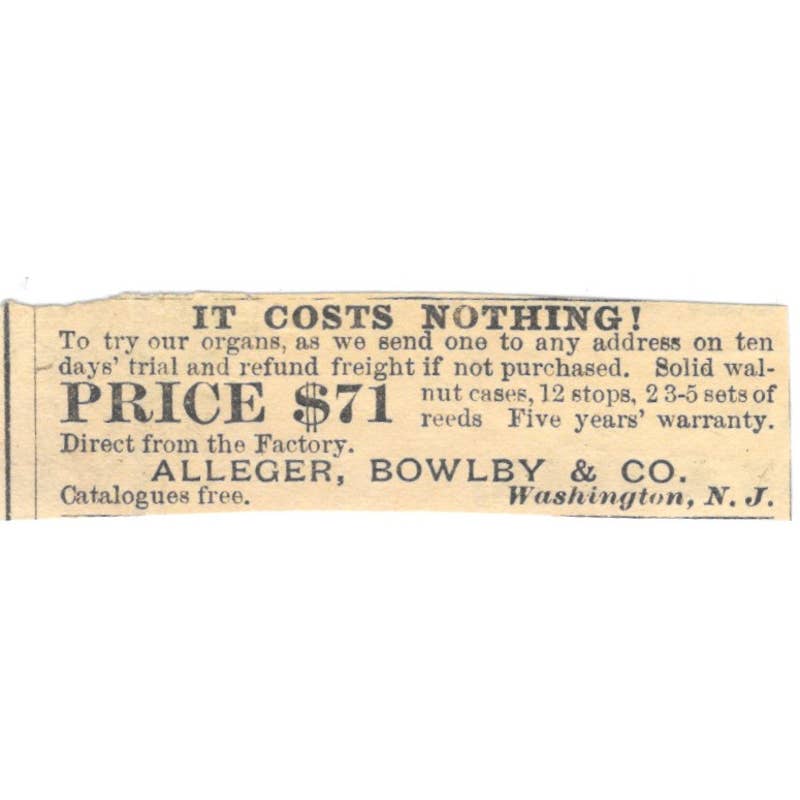 IT COSTS NOTHING!
To try our organs, as we send one to any address on ten
days' trial and refund freight if not purchased. Solid wal-
PRICE $71 nut cases, 12 stops, 2 3-5 sets of
reeds Five years' warranty.
Direct from the Factory.
ALLEGER, BOWLBY & CO.
Catalogues free. Washington, N. J.